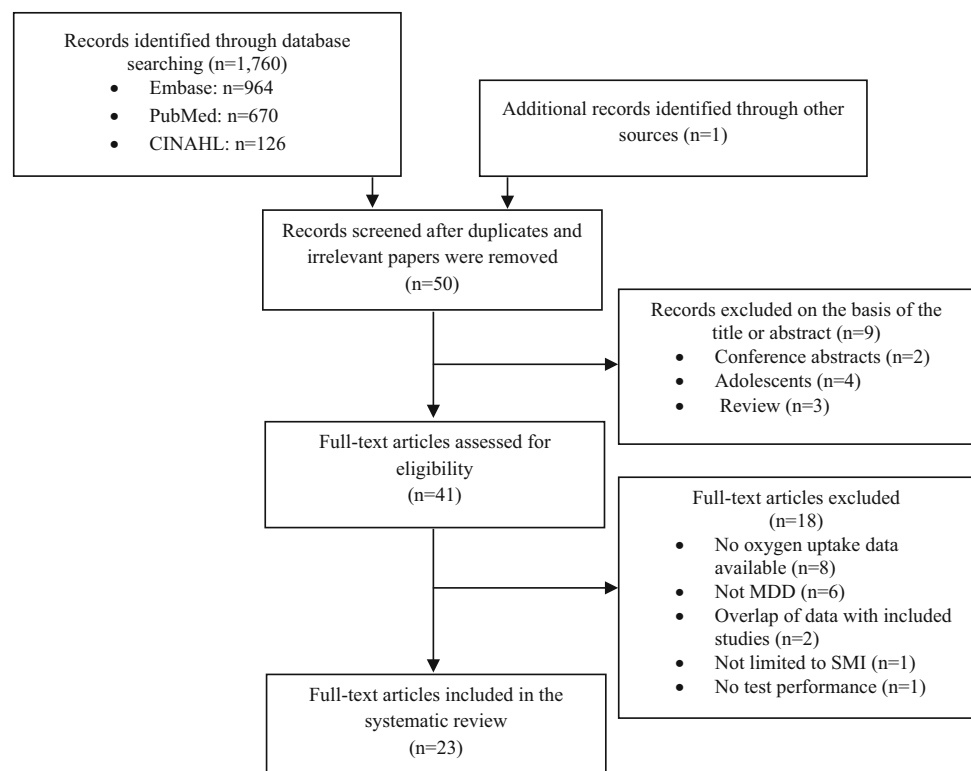 Records identified through database
searching (n=1,760)
• Embase: n=964
• PubMed: n=670
• CINAHL: n=126
Additional records identified through other
sources (n=1)
Records screened after duplicates and
irrelevant papers were removed
(n=50)
Records excluded on the basis of the
title or abstract (n=9)
• Conference abstracts (n=2)
• Adolescents (n=4)
• Review (n=3)
Full-text articles assessed for
eligibility
(n=41)
Full-text articles excluded
(n=18)
• No oxygen uptake data
available (n=8)
• Not MDD (n=6)
• Overlap of data with included
studies (n=2)
• Not limited to SMI (n=1)
• No test performance (n=1)
Full-text articles included in the
systematic review
(n=23)